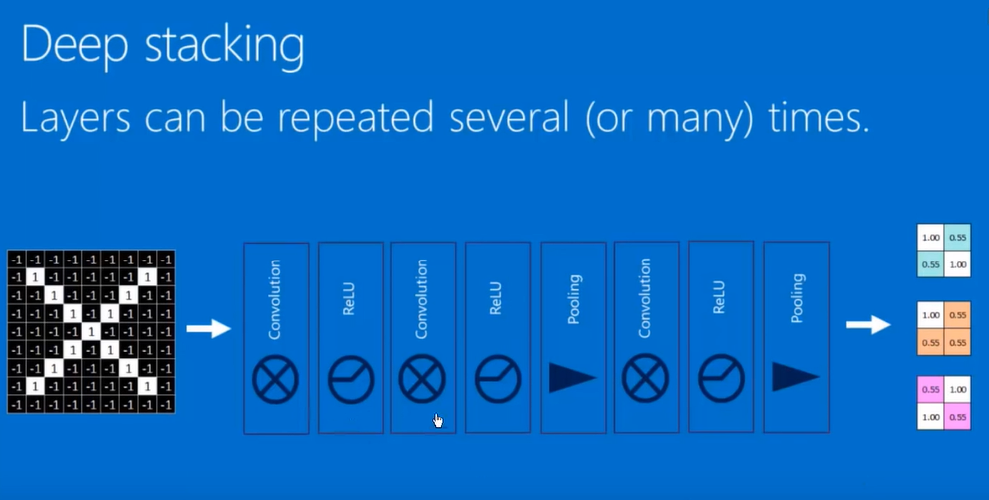 Deep stacking
Layers can be repeated several (or many) times.
-1 -1 -1 -1 -1 -1 -1 -1 -1
-1 1 -1 -1 -1 -1 -1 1 -1
-1 -1 1 -1 -1 -1 1 -1 -1
-1 -1 -1 1 -1 1 -1 -1 -1
-1 -1 -1 -1 1 -1 -1 -1 -1
-1 -1 -1 1 -1 1 -1 -1 -1
-1 -1 1 -1 -1 -1 1 -1 -1
-1 1 -1 -1 -1 -1 -1 1 -1
-1 -1 -1 -1 -1 -1 -1 -1 -1
Convolution
ReLU
Convolution
ReLU
Pooling
Convolution
ReLU
Pooling
1.00 0.55
0.55 1.00
1.00 0.55
0.55 0.55
0.55 1.00
1.00 0.55